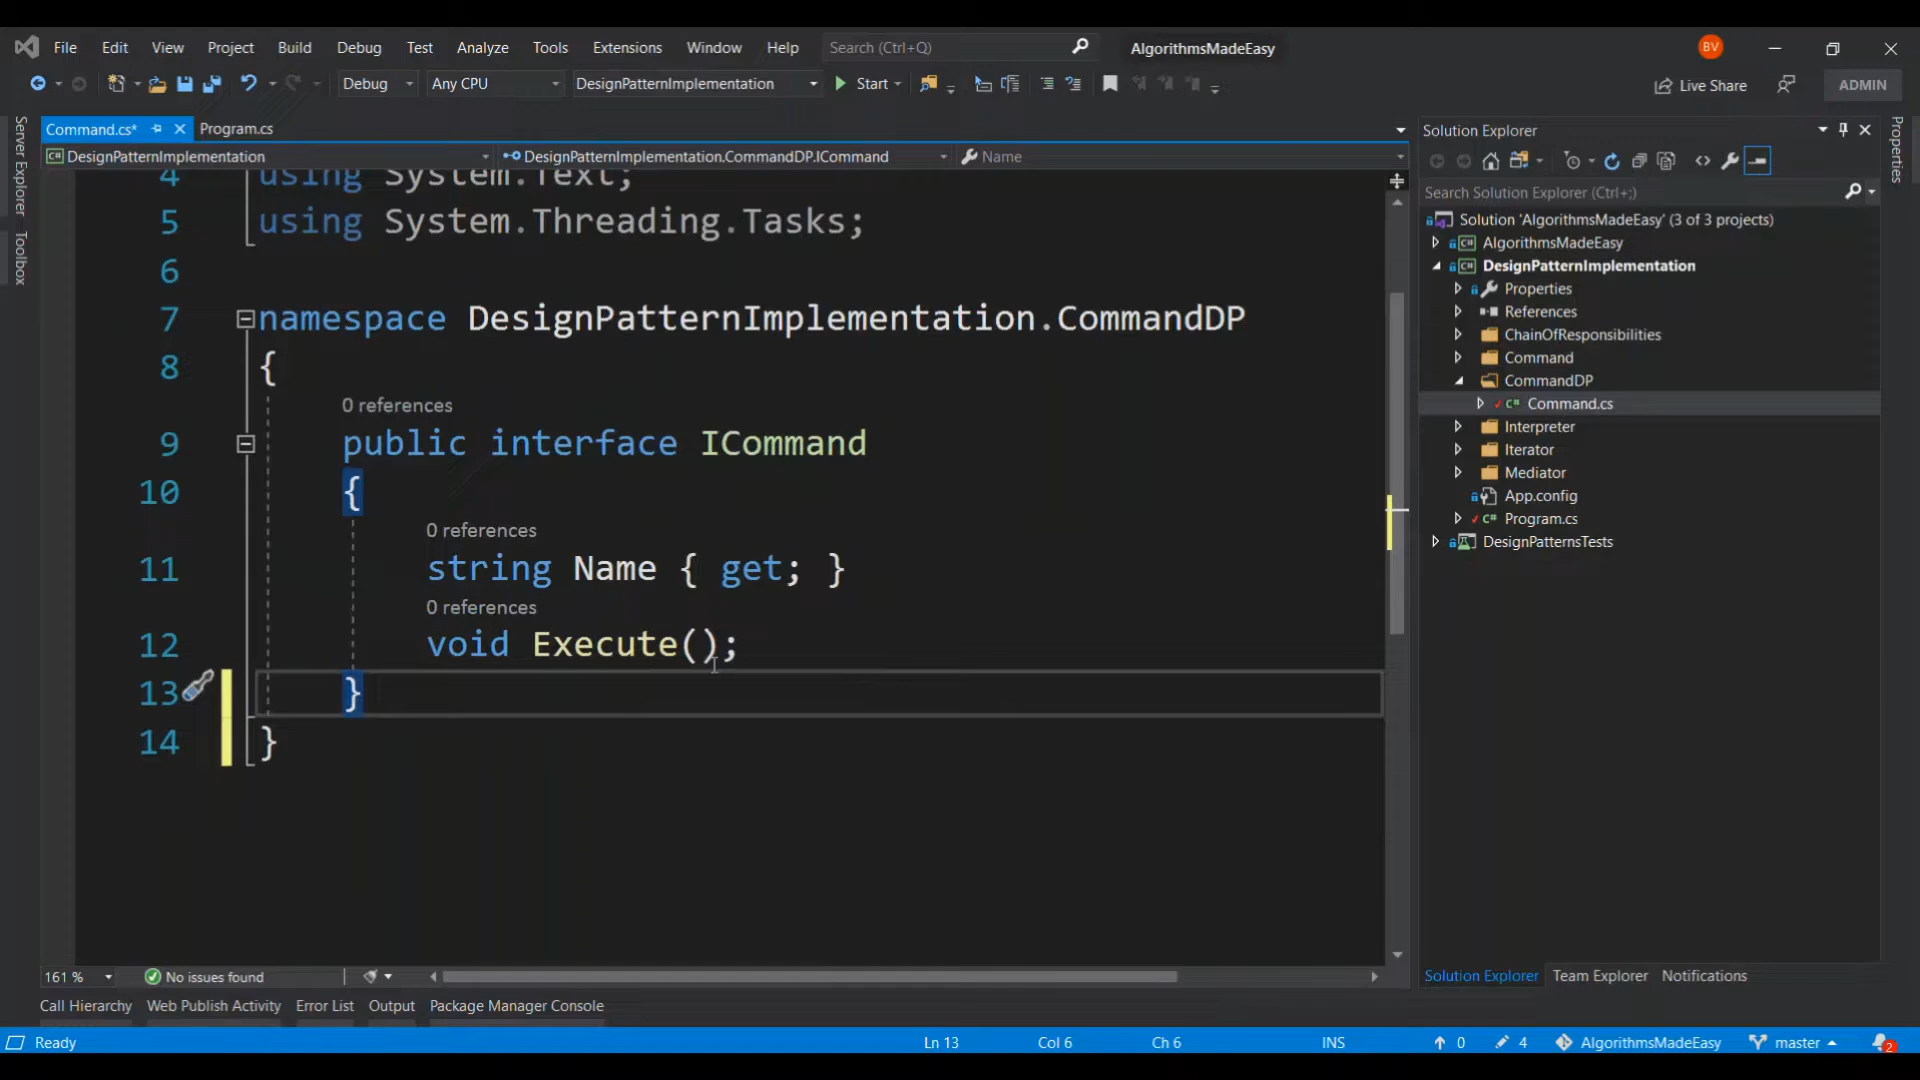 File Edit View Project Build Debug Test Analyze Tools Extensions Window Help Search (Ctrl+Q) AlgorithmsMadeEasy BV
Debug Any CPU DesignPatternImplementation Start Live Share ADMIN
Server Explorer
Toolbox
Command.cs* Program.cs
DesignPatternImplementation DesignPatternImplementation.CommandDP.ICommand Name
4 using System.Text;
5 using System.Threading.Tasks;
6
7 namespace DesignPatternImplementation.CommandDP
8 {
0 references
9 public interface ICommand
10 {
0 references
11 string Name { get; }
0 references
12 void Execute();
13 }
14 }
161 % No issues found
Call Hierarchy Web Publish Activity Error List Output Package Manager Console
Solution Explorer
Search Solution Explorer (Ctrl+;)
Solution 'AlgorithmsMadeEasy' (3 of 3 projects)
C# AlgorithmsMadeEasy
C# DesignPatternImplementation
Properties
References
ChainOfResponsibilities
Command
CommandDP
C# Command.cs
Interpreter
Iterator
Mediator
App.config
C# Program.cs
DesignPatternsTests
Solution Explorer Team Explorer Notifications
Properties
Ready Ln 13 Col 6 Ch 6 INS 0 4 AlgorithmsMadeEasy master 2